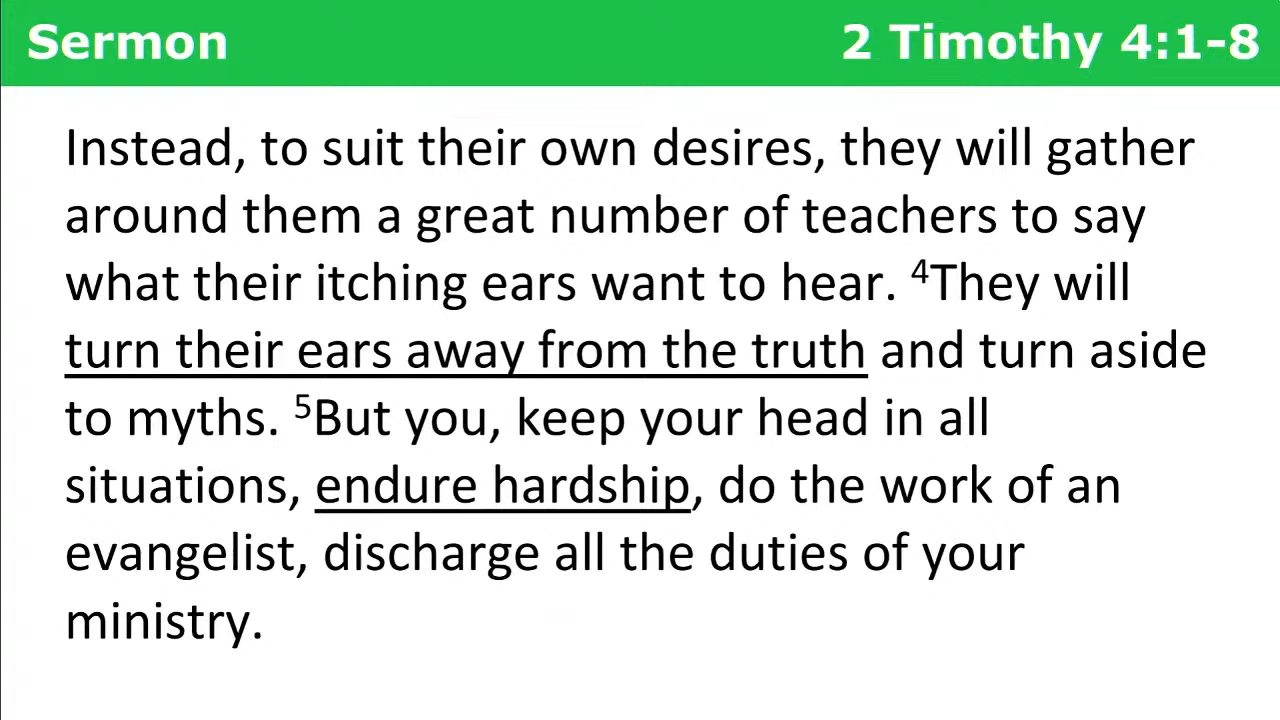 Sermon 2 Timothy 4:1-8
Instead, to suit their own desires, they will gather
around them a great number of teachers to say
what their itching ears want to hear. ⁴They will
turn their ears away from the truth and turn aside
to myths. ⁵But you, keep your head in all
situations, endure hardship, do the work of an
evangelist, discharge all the duties of your
ministry.